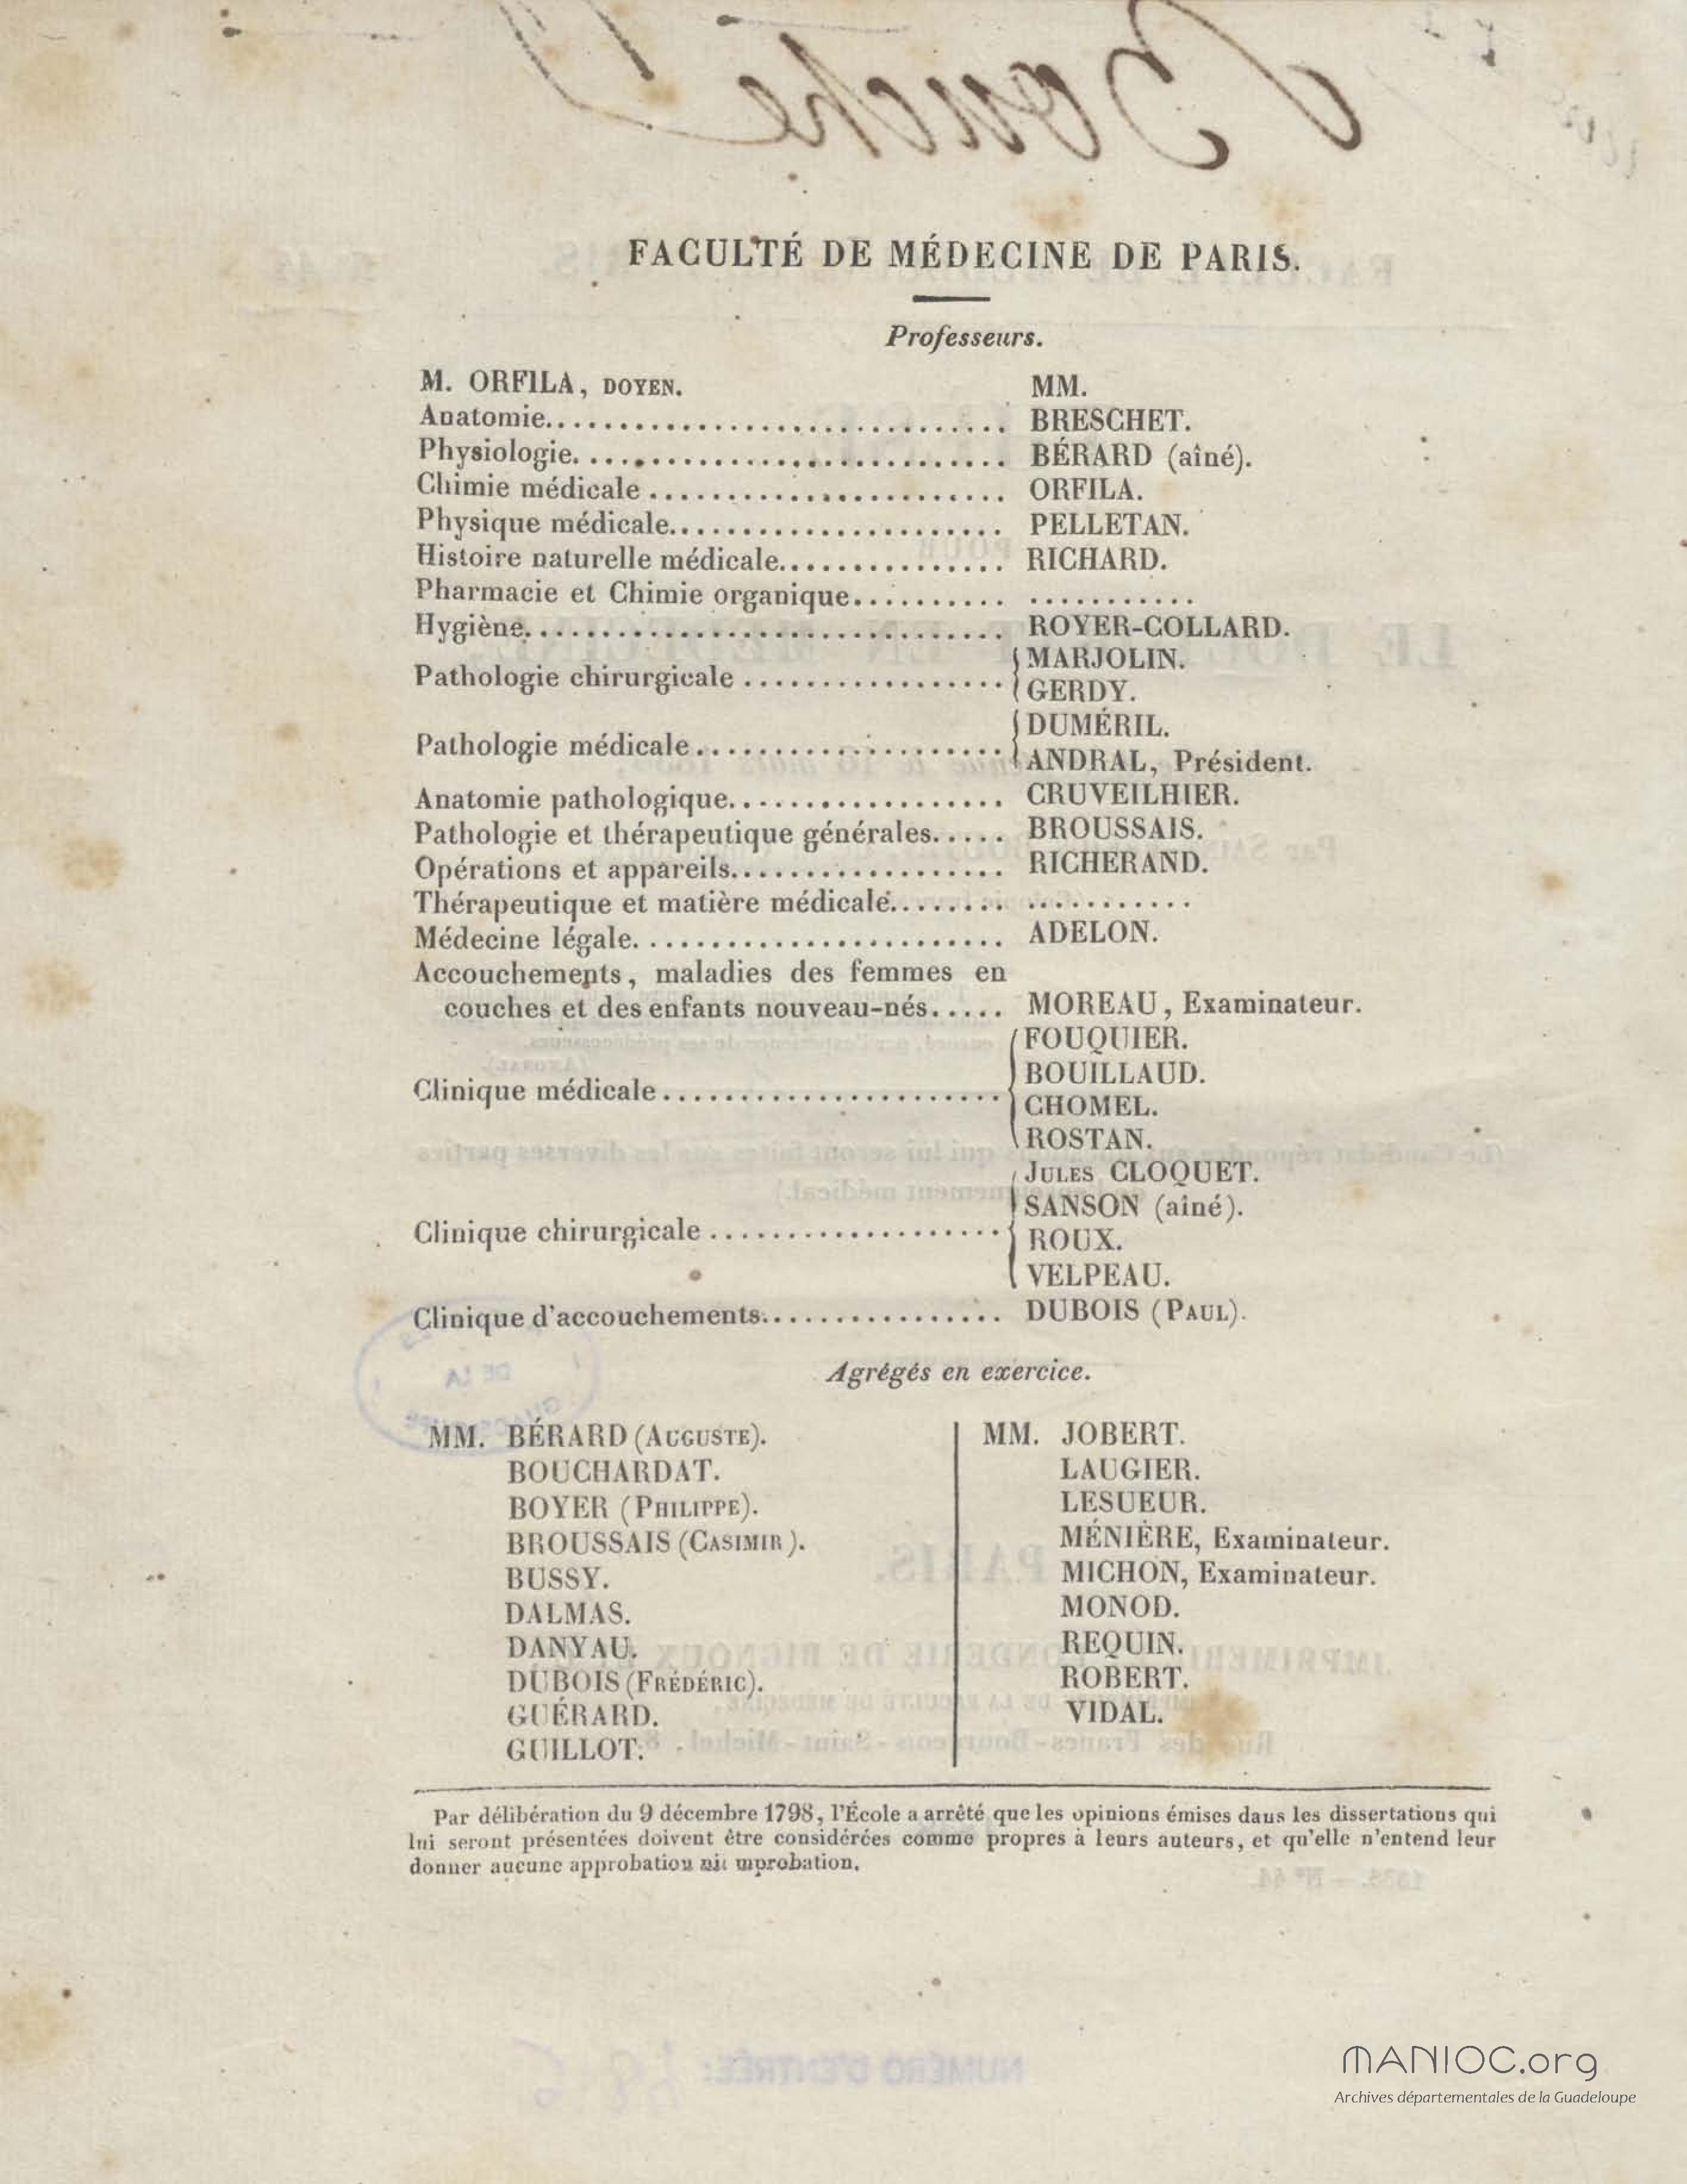 FACULTÉ DE MÉDECINE DE PARIS.
Professeurs.
M. ORFILA, DOYEN. MM.
Anatomie.............................. BRESCHET.
Physiologie. .......................... BÉRARD (aîné).
Chimie médicale ....................... ORFILA.
Physique médicale...................... PELLETAN.
Histoire naturelle médicale............... RICHARD.
Pharmacie et Chimie organique.......... ...........
Hygiène. .............................. ROYER-COLLARD.
Pathologie chirurgicale ................. MARJOLIN.
GERDY.
Pathologie médicale.................... DUMÉRIL.
ANDRAL, Président.
Anatomie pathologique.................. CRUVEILHIER.
Pathologie et thérapeutique générales..... BROUSSAIS.
Opérations et appareils.................. RICHERAND.
Thérapeutique et matière médicale........ ...........
Médecine légale. ....................... ADELON.
Accouchements, maladies des femmes en
couches et des enfants nouveau-nés..... MOREAU, Examinateur.
Clinique médicale...................... FOUQUIER.
BOUILLAUD.
CHOMEL.
ROSTAN.
Clinique chirurgicale ................... JULES CLOQUET.
SANSON (aîné).
ROUX.
VELPEAU.
Clinique d'accouchements................ DUBOIS (PAUL).
Agrégés en exercice.
MM. BÉRARD (AUGUSTE).
BOUCHARDAT.
BOYER (PHILIPPE).
BROUSSAIS (CASIMIR).
BUSSY.
DALMAS.
DANYAU.
DUBOIS (FRÉDÉRIC).
GUÉRARD.
GUILLOT.
MM. JOBERT.
LAUGIER.
LESUEUR.
MÉNIÈRE, Examinateur.
MICHON, Examinateur.
MONOD.
REQUIN.
ROBERT.
VIDAL.
Par délibération du 9 décembre 1798, l'École a arrêté que les opinions émises dans les dissertations qui
lui seront présentées doivent être considérées comme propres à leurs auteurs, et qu'elle n'entend leur
donner aucune approbation
MANIOC.org
Archives départementales de la Guadeloupe